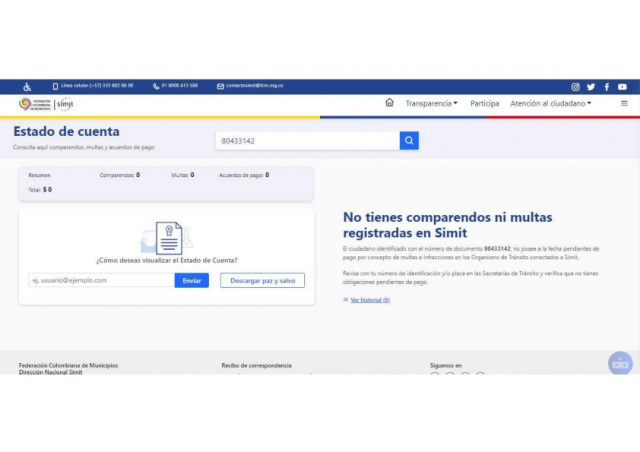 Línea celular (+57) 333 602 90 09
01 8000 413 588
contactosimit@fcm.org.co
FEDERACIÓN
COLOMBIANA
DE MUNICIPIOS
simit
Transparencia
Participa
Atención al ciudadano
Estado de cuenta
Consulta aquí comparendos, multas y acuerdos de pago
80433142
Resumen
Comparendos: 0
Multas: 0
Acuerdos de pago: 0
Total: $ 0
¿Cómo deseas visualizar el Estado de Cuenta?
ej. usuario@ejemplo.com
Enviar
Descargar paz y salvo
No tienes comparendos ni multas
registradas en Simit
El ciudadano identificado con el número de documento 80433142, no posee a la fecha pendientes de
pago por concepto de multas e infracciones en los Organismo de Tránsito conectados a Simit.
Revisa con tu número de identificación y/o placa en las Secretarías de Tránsito y verifica que no tienes
obligaciones pendientes de pago.
Ver historial (6)
Federación Colombiana de Municipios
Dirección Nacional Simit
Recibo de correspondencia
Síguenos en